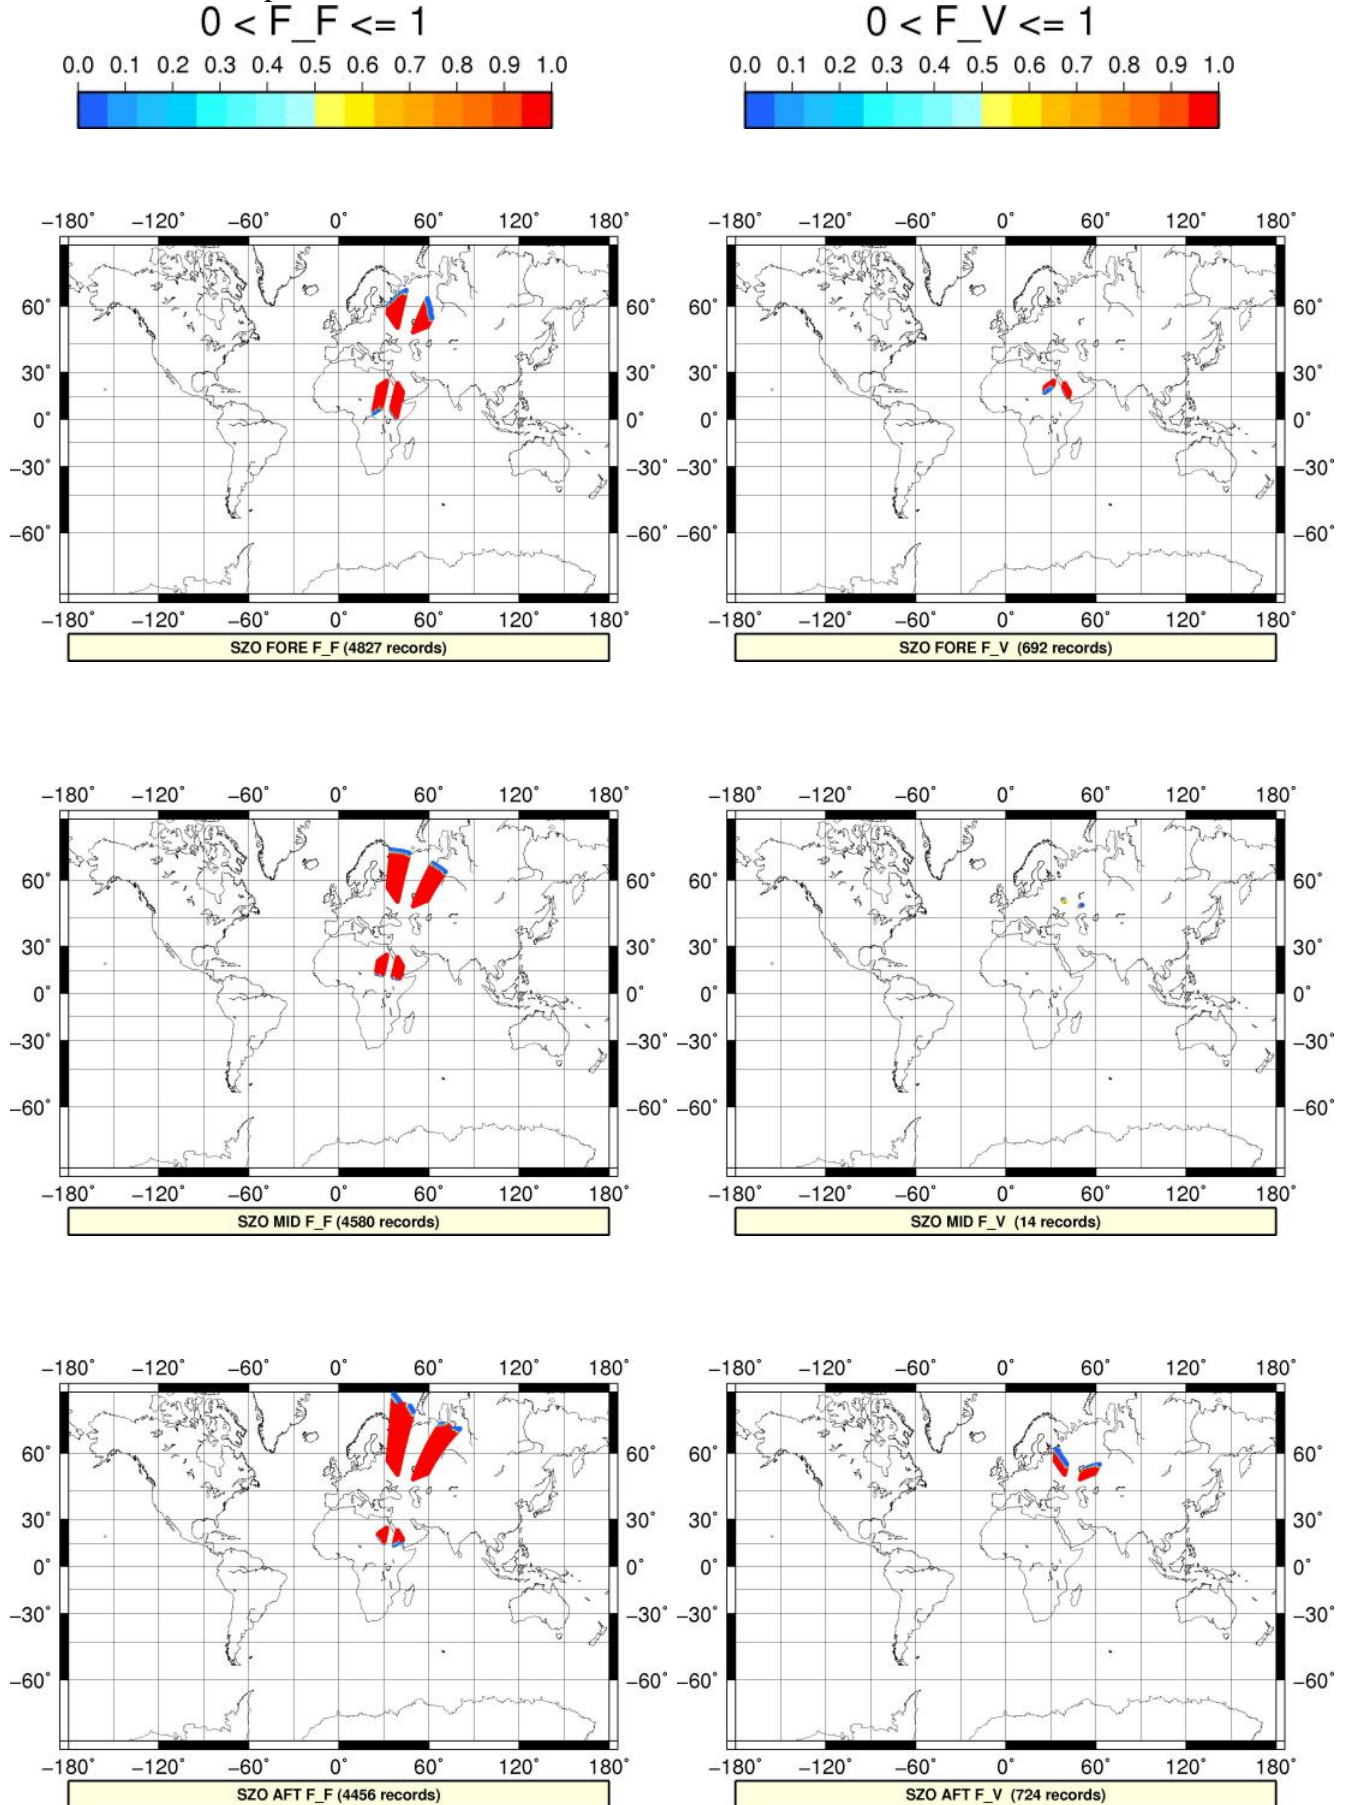 0 < F_F <= 1 0 < F_V <= 1
0.0 0.1 0.2 0.3 0.4 0.5 0.6 0.7 0.8 0.9 1.0 0.0 0.1 0.2 0.3 0.4 0.5 0.6 0.7 0.8 0.9 1.0
−180° −120° −60° 0° 60° 120° 180° −180° −120° −60° 0° 60° 120° 180°
60° 60° 60°
30° 30° 30°
0° 0° 0°
−30° −30° −30°
−60° −60° −60°
−180° −120° −60° 0° 60° 120° 180° −180° −120° −60° 0° 60° 120° 180°
SZO FORE F_F (4827 records) SZO FORE F_V (692 records)
−180° −120° −60° 0° 60° 120° 180° −180° −120° −60° 0° 60° 120° 180°
60° 60° 60°
30° 30° 30°
0° 0° 0°
−30° −30° −30° −30°
−60° −60° −60° −60°
−180° −120° −60° 0° 60° 120° 180° −180° −120° −60° 0° 60° 120° 180°
SZO MID F_F (4580 records) SZO MID F_V (14 records)
−180° −120° −60° 0° 60° 120° 180° −180° −120° −60° 0° 60° 120° 180°
60° 60° 60°
30° 30° 30°
0° 0° 0°
−30° −30° −30° −30°
−60° −60° −60° −60°
−180° −120° −60° 0° 60° 120° 180° −180° −120° −60° 0° 60° 120° 180°
SZO AFT F_F (4456 records) SZO AFT F_V (724 records)